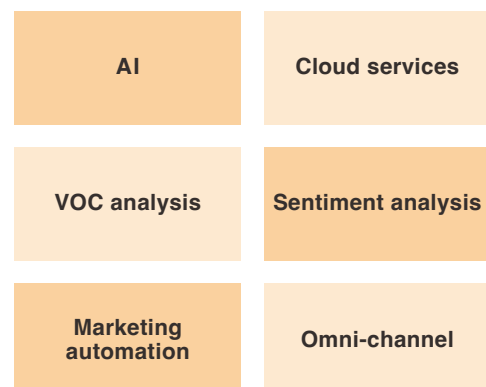 AI
Cloud services
VOC analysis
Sentiment analysis
Marketing
automation
Omni-channel